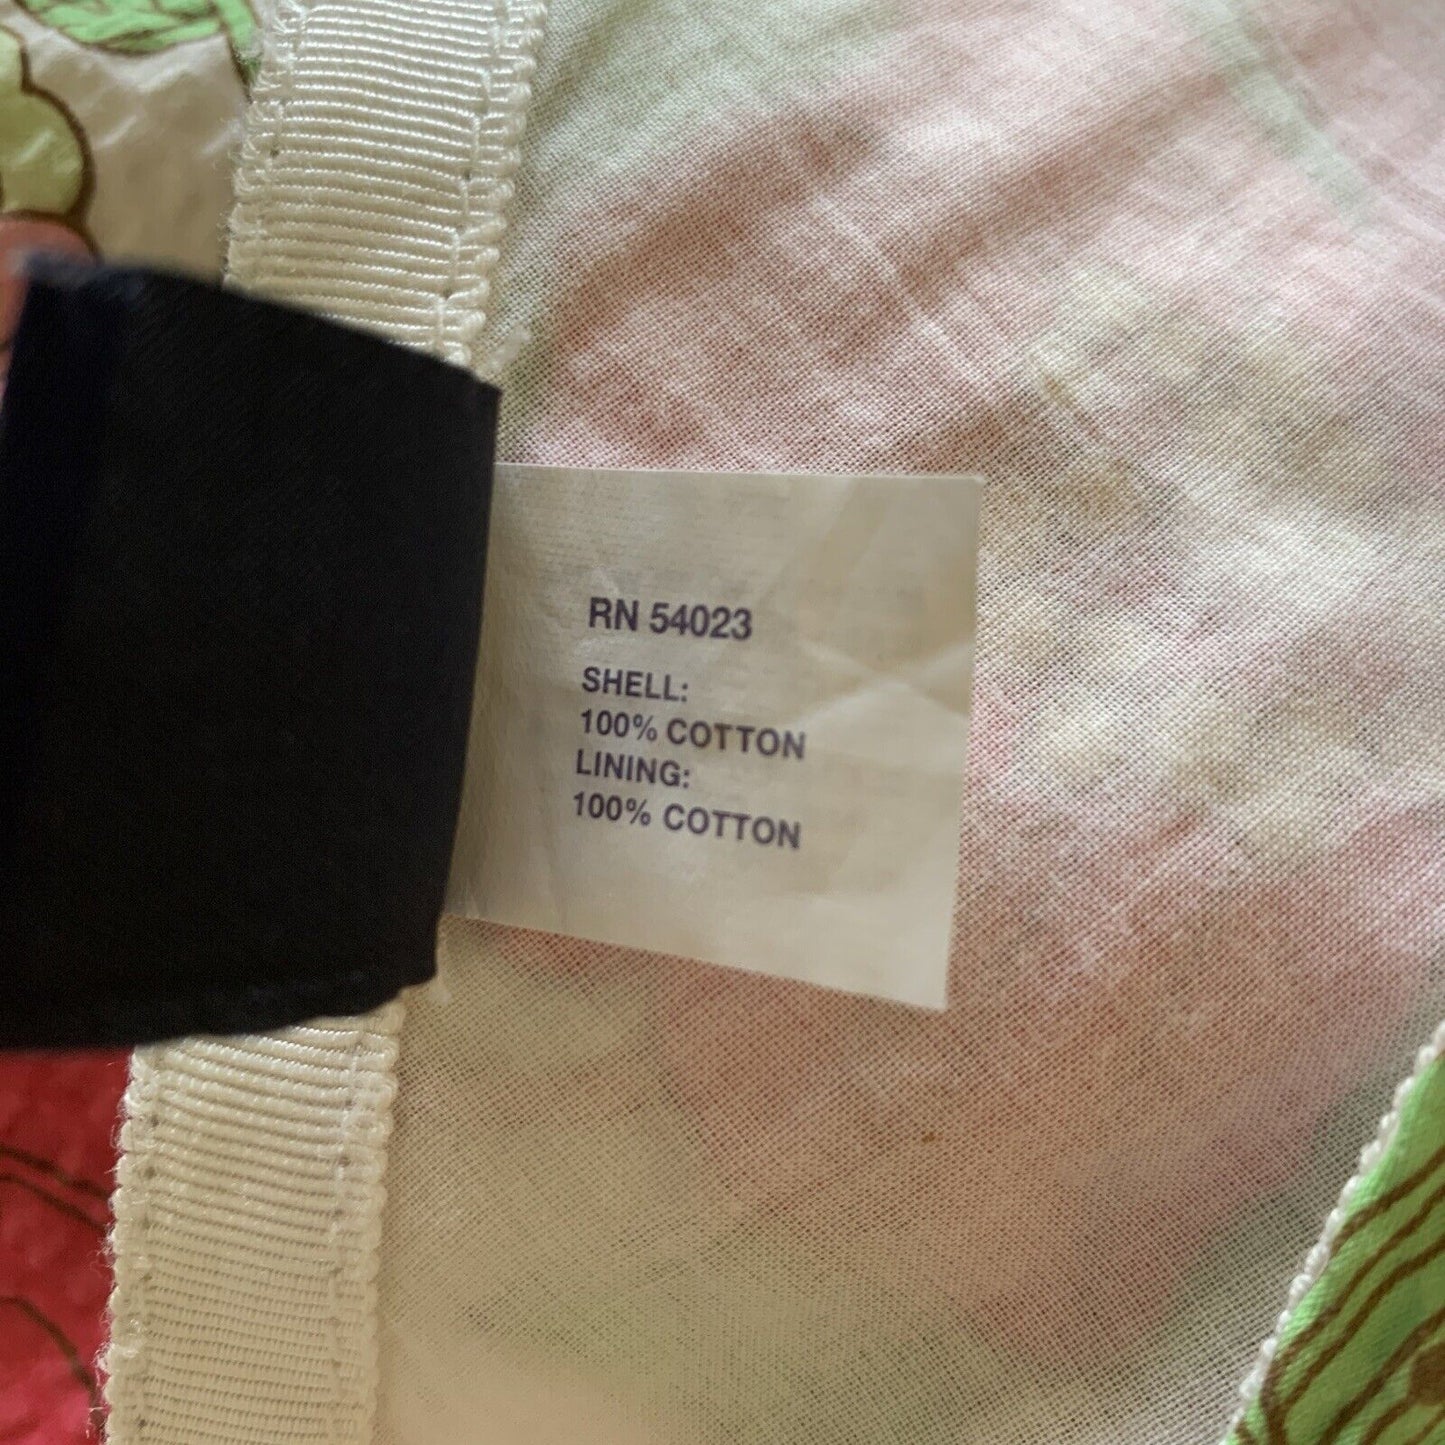 RN 54023
SHELL:
100% COTTON
LINING:
100% COTTON